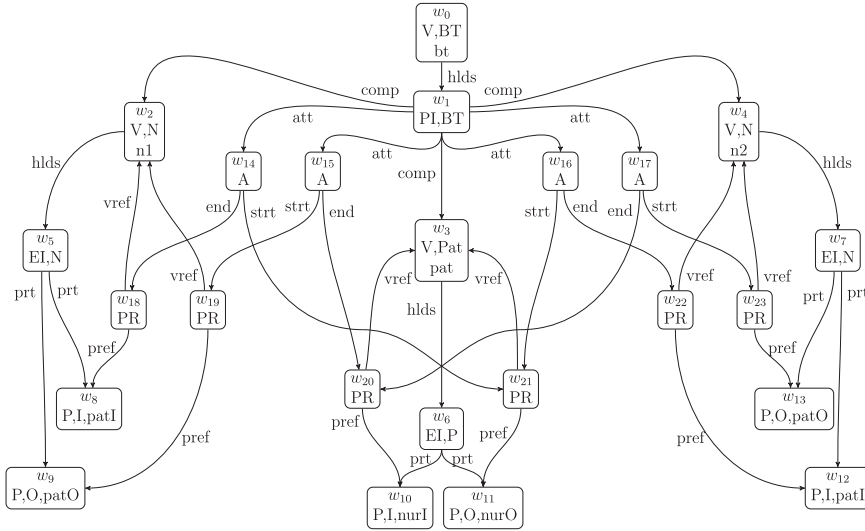 w₀
V,BT
bt
hlds
comp
comp
w₂
V,N
n1
w₁
PI,BT
w₄
V,N
n2
att
att
att
att
w₁₄
A
w₁₅
A
w₁₆
A
w₁₇
A
hlds
hlds
comp
vref
end
strt
strt
end
strt
end
end
strt
w₅
EI,N
w₃
V,Pat
pat
w₇
EI,N
prt
prt
vref
vref
vref
vref
vref
prt
prt
w₁₈
PR
w₁₉
PR
hlds
w₂₂
PR
w₂₃
PR
pref
pref
w₂₀
PR
w₂₁
PR
w₈
P,I,patI
w₁₃
P,O,patO
pref
pref
w₆
EI,P
pref
pref
prt
prt
w₉
P,O,patO
w₁₂
P,I,patI
w₁₀
P,I,nurI
w₁₁
P,O,nurO